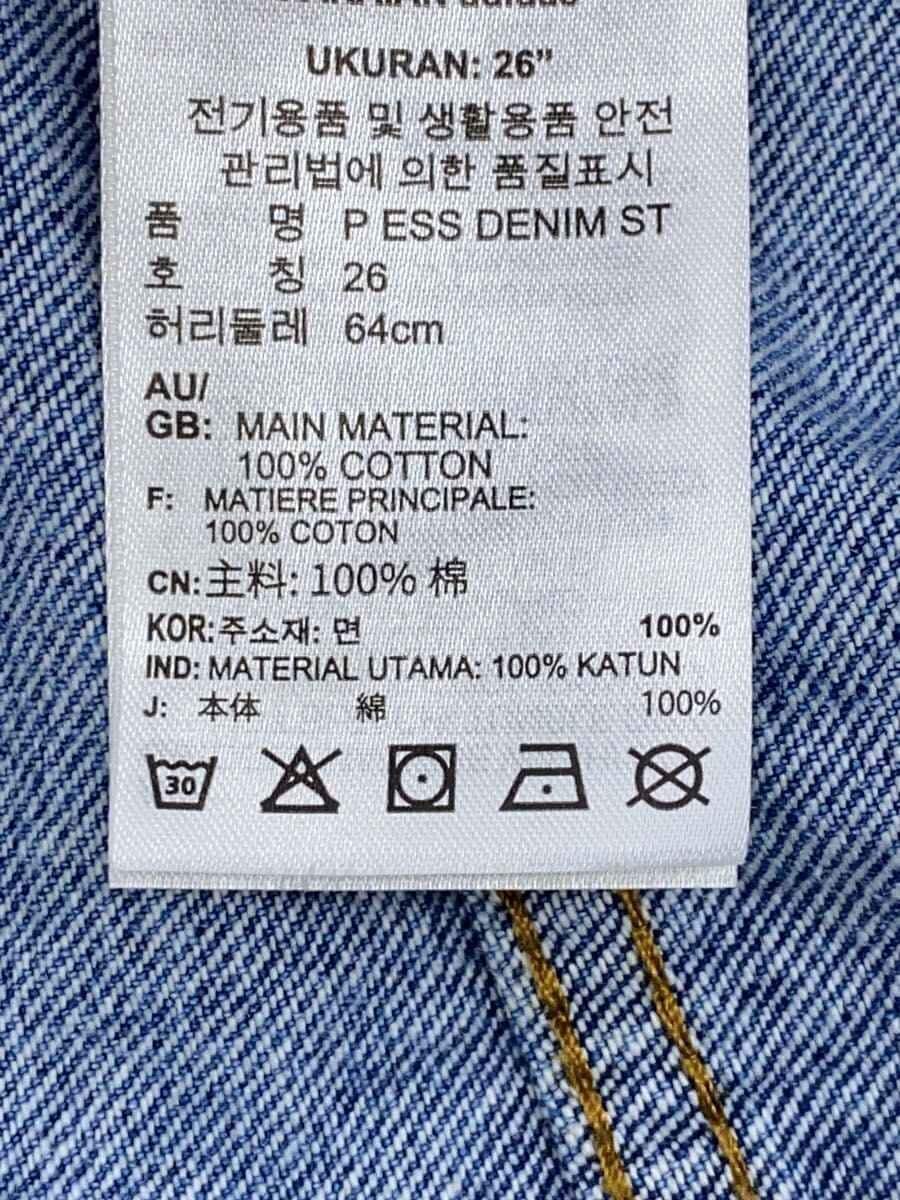 UKURAN: 26”
전기용품 및 생활용품 안전
관리법에 의한 품질표시
품 명 P ESS DENIM ST
호 칭 26
허리둘레 64cm
AU/
GB: MAIN MATERIAL:
100% COTTON
F: MATIERE PRINCIPALE:
100% COTON
CN: 主料: 100% 棉
KOR: 주소재: 면 100%
IND: MATERIAL UTAMA: 100% KATUN
J: 本体 綿 100%
30